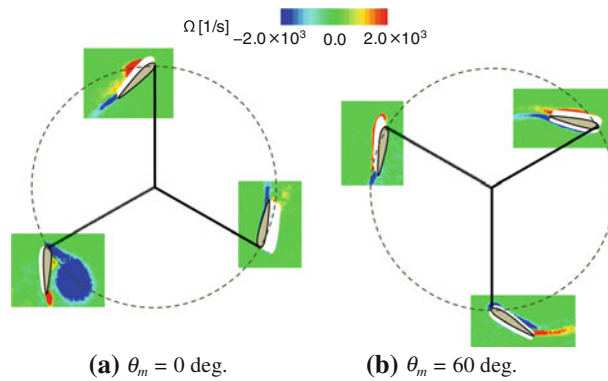 Ω [1/s] −2.0×10³ 0.0 2.0×10³
(a) θₘ = 0 deg. (b) θₘ = 60 deg.